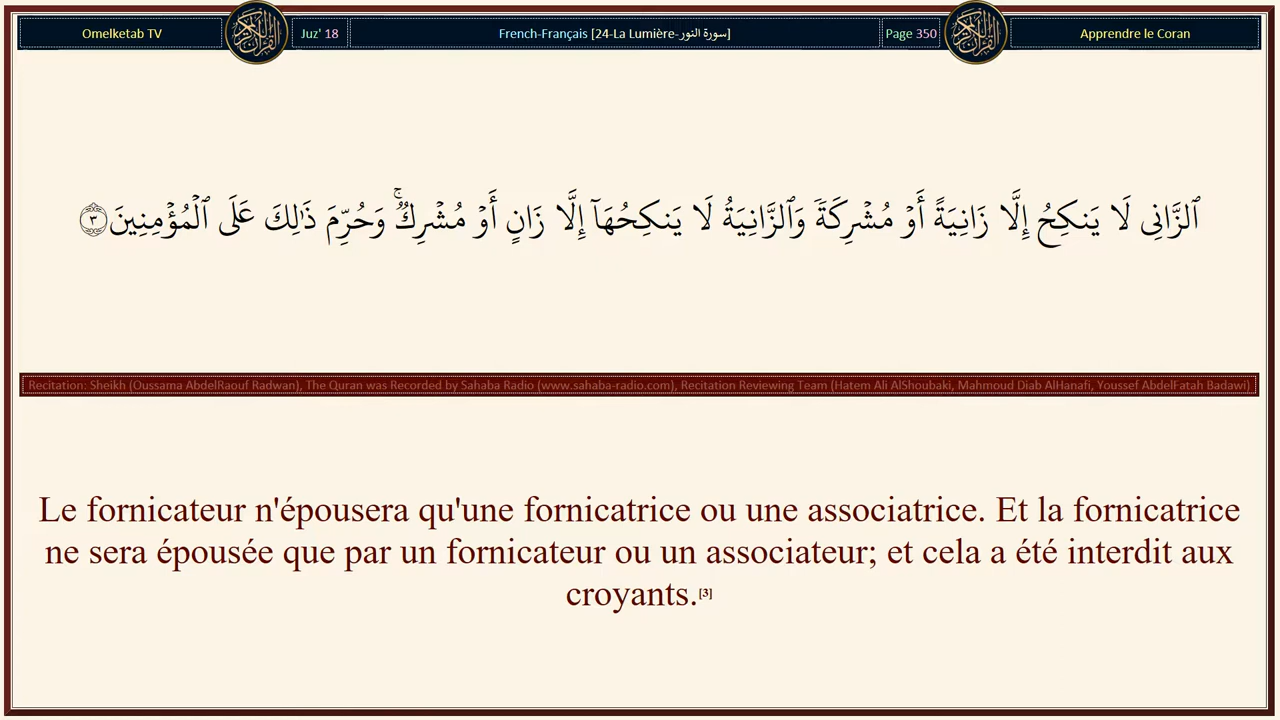 Omelketab TV
Juz' 18
French-Français [24-La Lumière-سورة النور]
Page 350
Apprendre le Coran
ٱلزَّانِى لَا يَنكِحُ إِلَّا زَانِيَةً أَوْ مُشْرِكَةً وَٱلزَّانِيَةُ لَا يَنكِحُهَآ إِلَّا زَانٍ أَوْ مُشْرِكٌ ۚ وَحُرِّمَ ذَٰلِكَ عَلَى ٱلْمُؤْمِنِينَ ٣
Recitation: Sheikh (Oussama AbdelRaouf Radwan), The Quran was Recorded by Sahaba Radio (www.sahaba-radio.com), Recitation Reviewing Team (Hatem Ali AlShoubaki, Mahmoud Diab AlHanafi, Youssef AbdelFatah Badawi)
Le fornicateur n'épousera qu'une fornicatrice ou une associatrice. Et la fornicatrice
ne sera épousée que par un fornicateur ou un associateur; et cela a été interdit aux
croyants.[3]